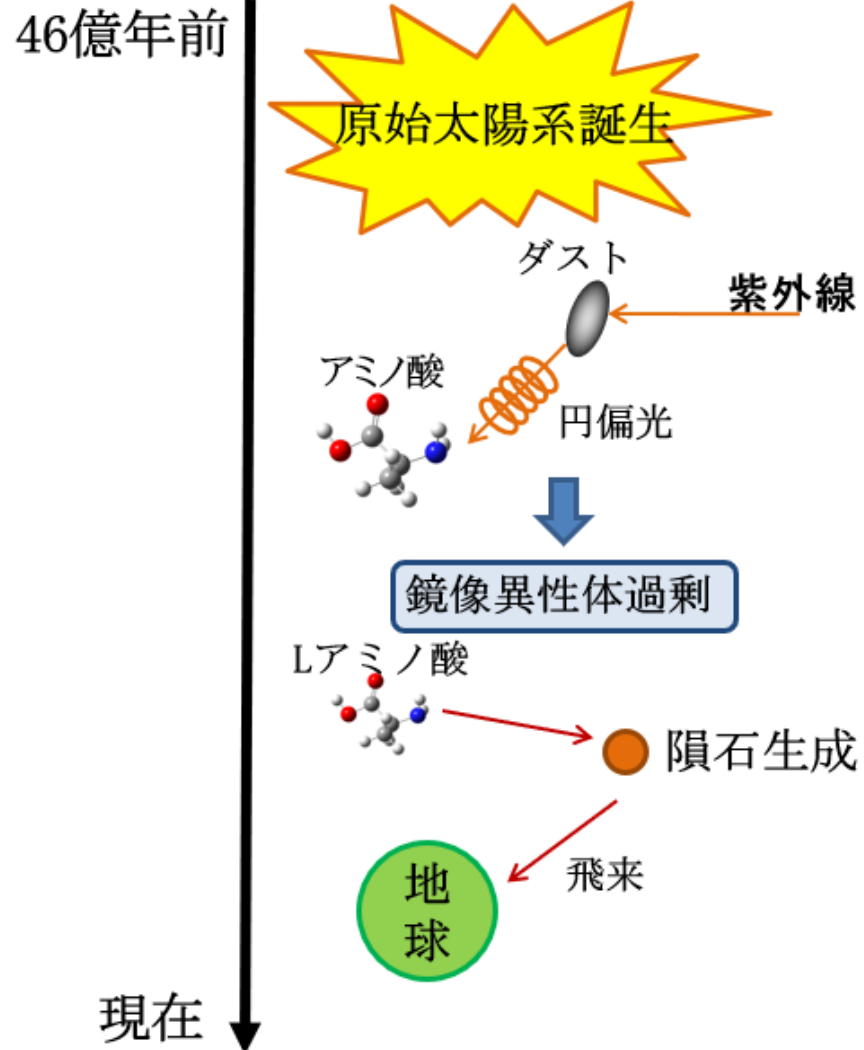 46億年前
原始太陽系誕生
ダスト
紫外線
アミノ酸
円偏光
鏡像異性体過剰
Lアミノ酸
隕石生成
飛来
地
球
現在